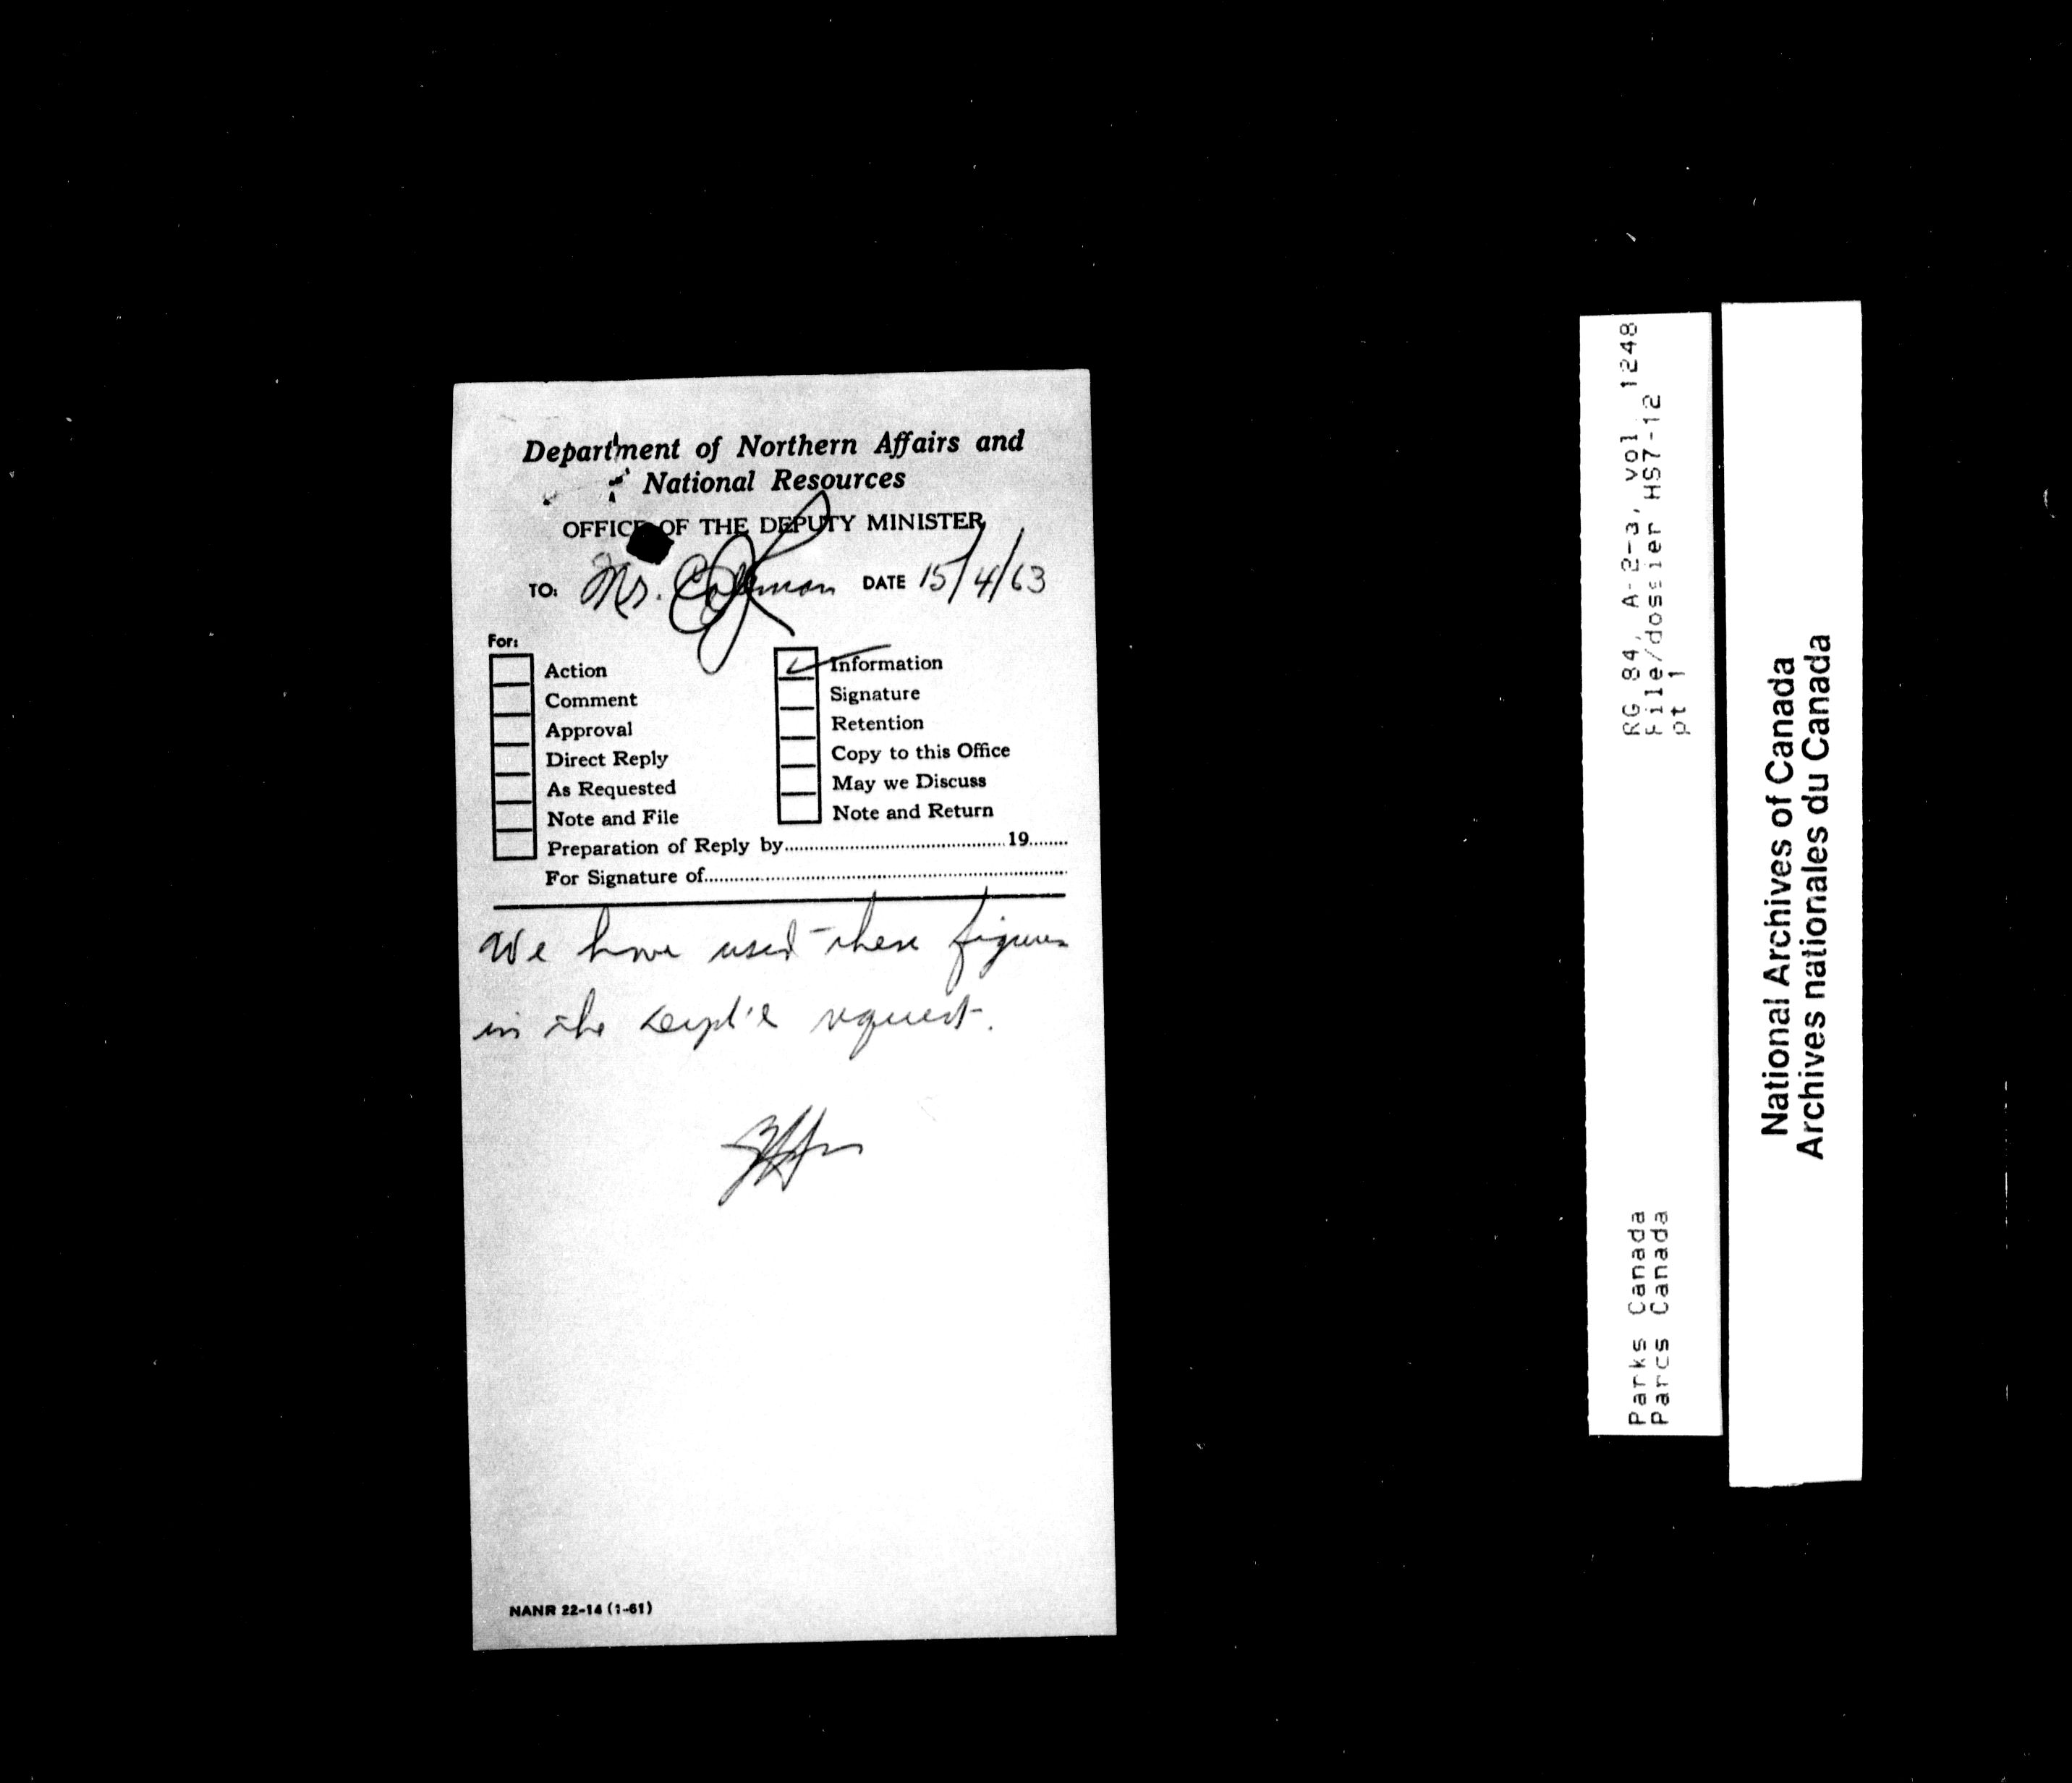 Department of Northern Affairs and
National Resources
OFFICE OF THE DEPUTY MINISTER
TO: Mr. Coleman DATE 15/4/63
For:
Action
Comment
Approval
Direct Reply
As Requested
Note and File
Preparation of Reply by 19
For Signature of
Information
Signature
Retention
Copy to this Office
May we Discuss
Note and Return
We have used these figures
in the request.
NANR 22-14 (1-61)
RG 84, A-2-3, vol. 1248
File/dossier HS7-12
pt 1
Parks Canada
Parcs Canada
National Archives of Canada
Archives nationales du Canada